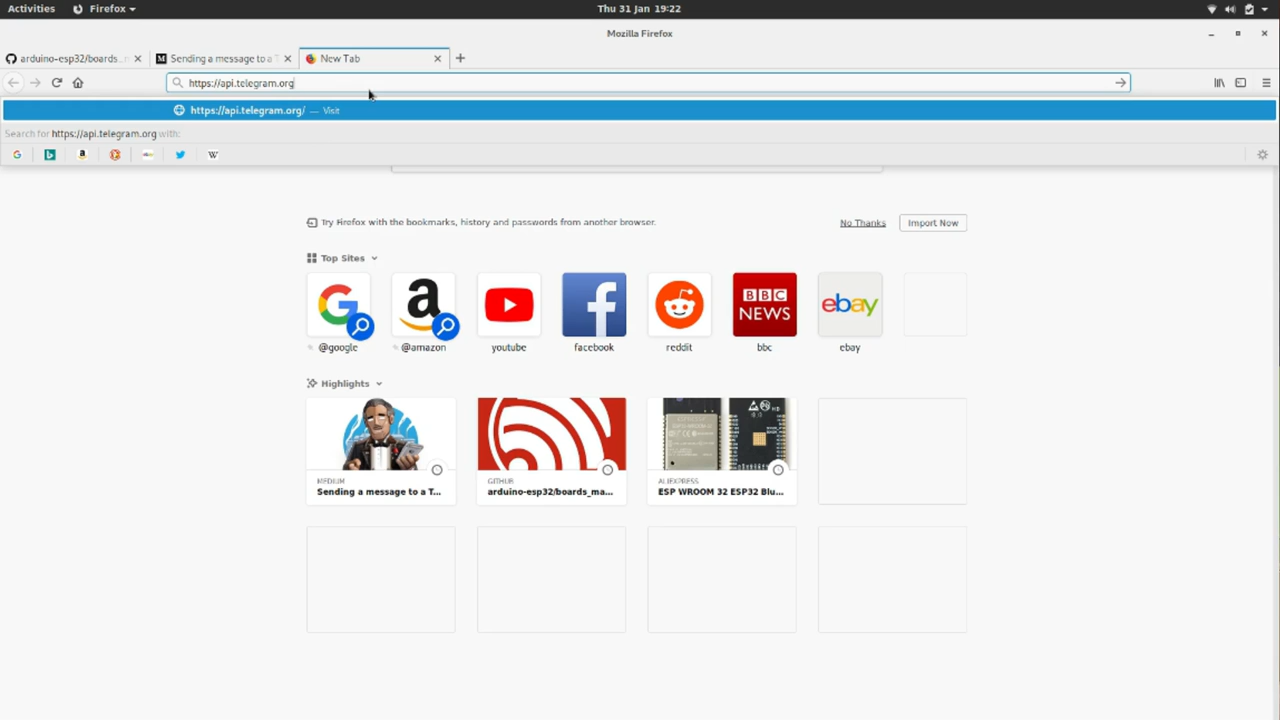 Activities Firefox Thu 31 Jan 19:22
Mozilla Firefox
arduino-esp32/boards_ Sending a message to a T New Tab
https://api.telegram.org
https://api.telegram.org/ — Visit
Search for https://api.telegram.org with:
Try Firefox with the bookmarks, history and passwords from another browser. No Thanks Import Now
Top Sites
BBC NEWS
ebay
@google @amazon youtube facebook reddit bbc ebay
Highlights
MEDIUM GITHUB ALIEXPRESS
Sending a message to a T... arduino-esp32/boards_ma... ESP WROOM 32 ESP32 Blu...